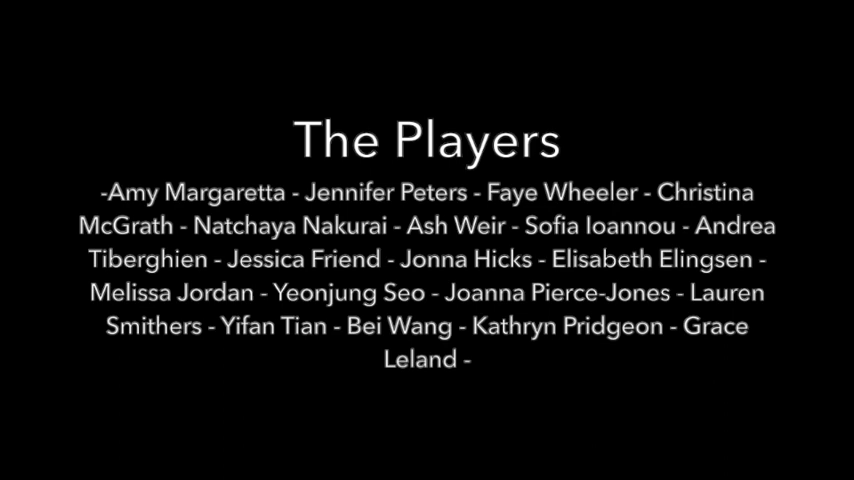 The Players
-Amy Margaretta - Jennifer Peters - Faye Wheeler - Christina
McGrath - Natchaya Nakurai - Ash Weir - Sofia Ioannou - Andrea
Tiberghien - Jessica Friend - Jonna Hicks - Elisabeth Elingsen -
Melissa Jordan - Yeonjung Seo - Joanna Pierce-Jones - Lauren
Smithers - Yifan Tian - Bei Wang - Kathryn Pridgeon - Grace
Leland -